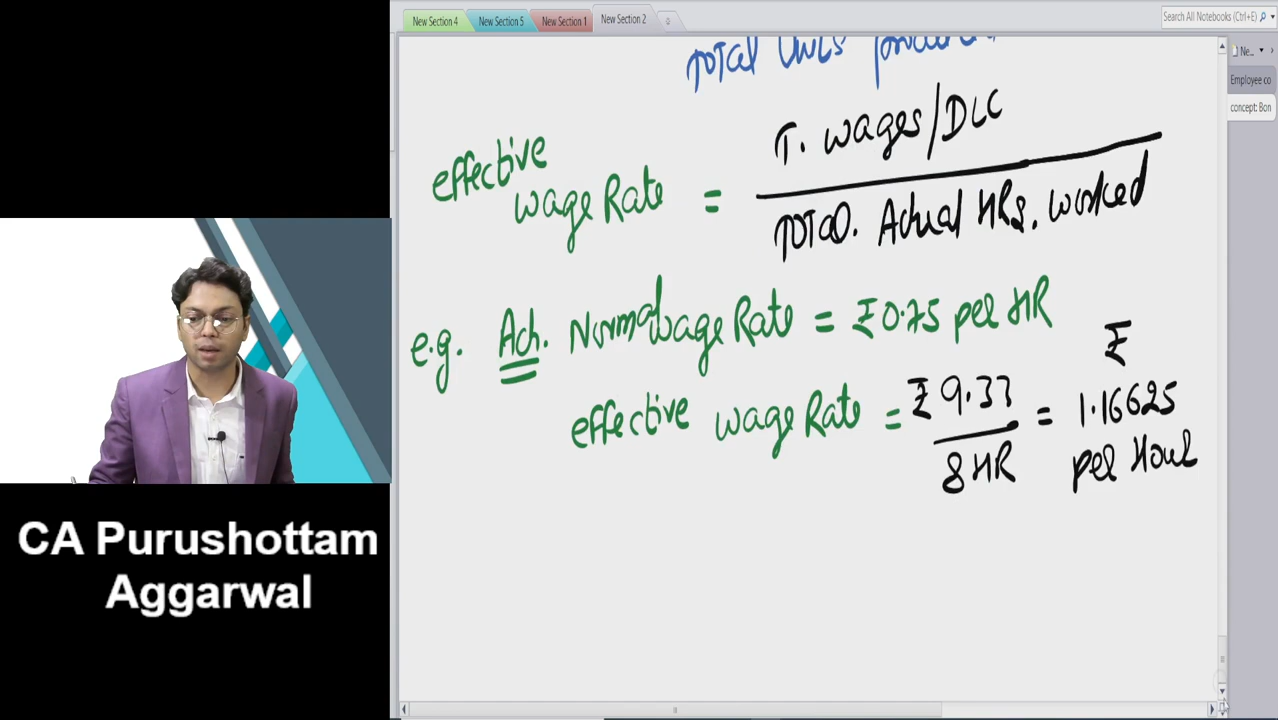 New Section 4
New Section 5
New Section 1
New Section 2
Search All Notebooks (Ctrl+E)
Ne...
Employee co
concept: Bon
Total Units
effective
wage Rate = T. wages/DLC
Total. Actual HRs. worked
e.g. Ach. Normal wage Rate = ₹0.75 per HR
effective wage Rate = ₹9.33
8 HR
= ₹
1.16625
per Hour
CA Purushottam
Aggarwal